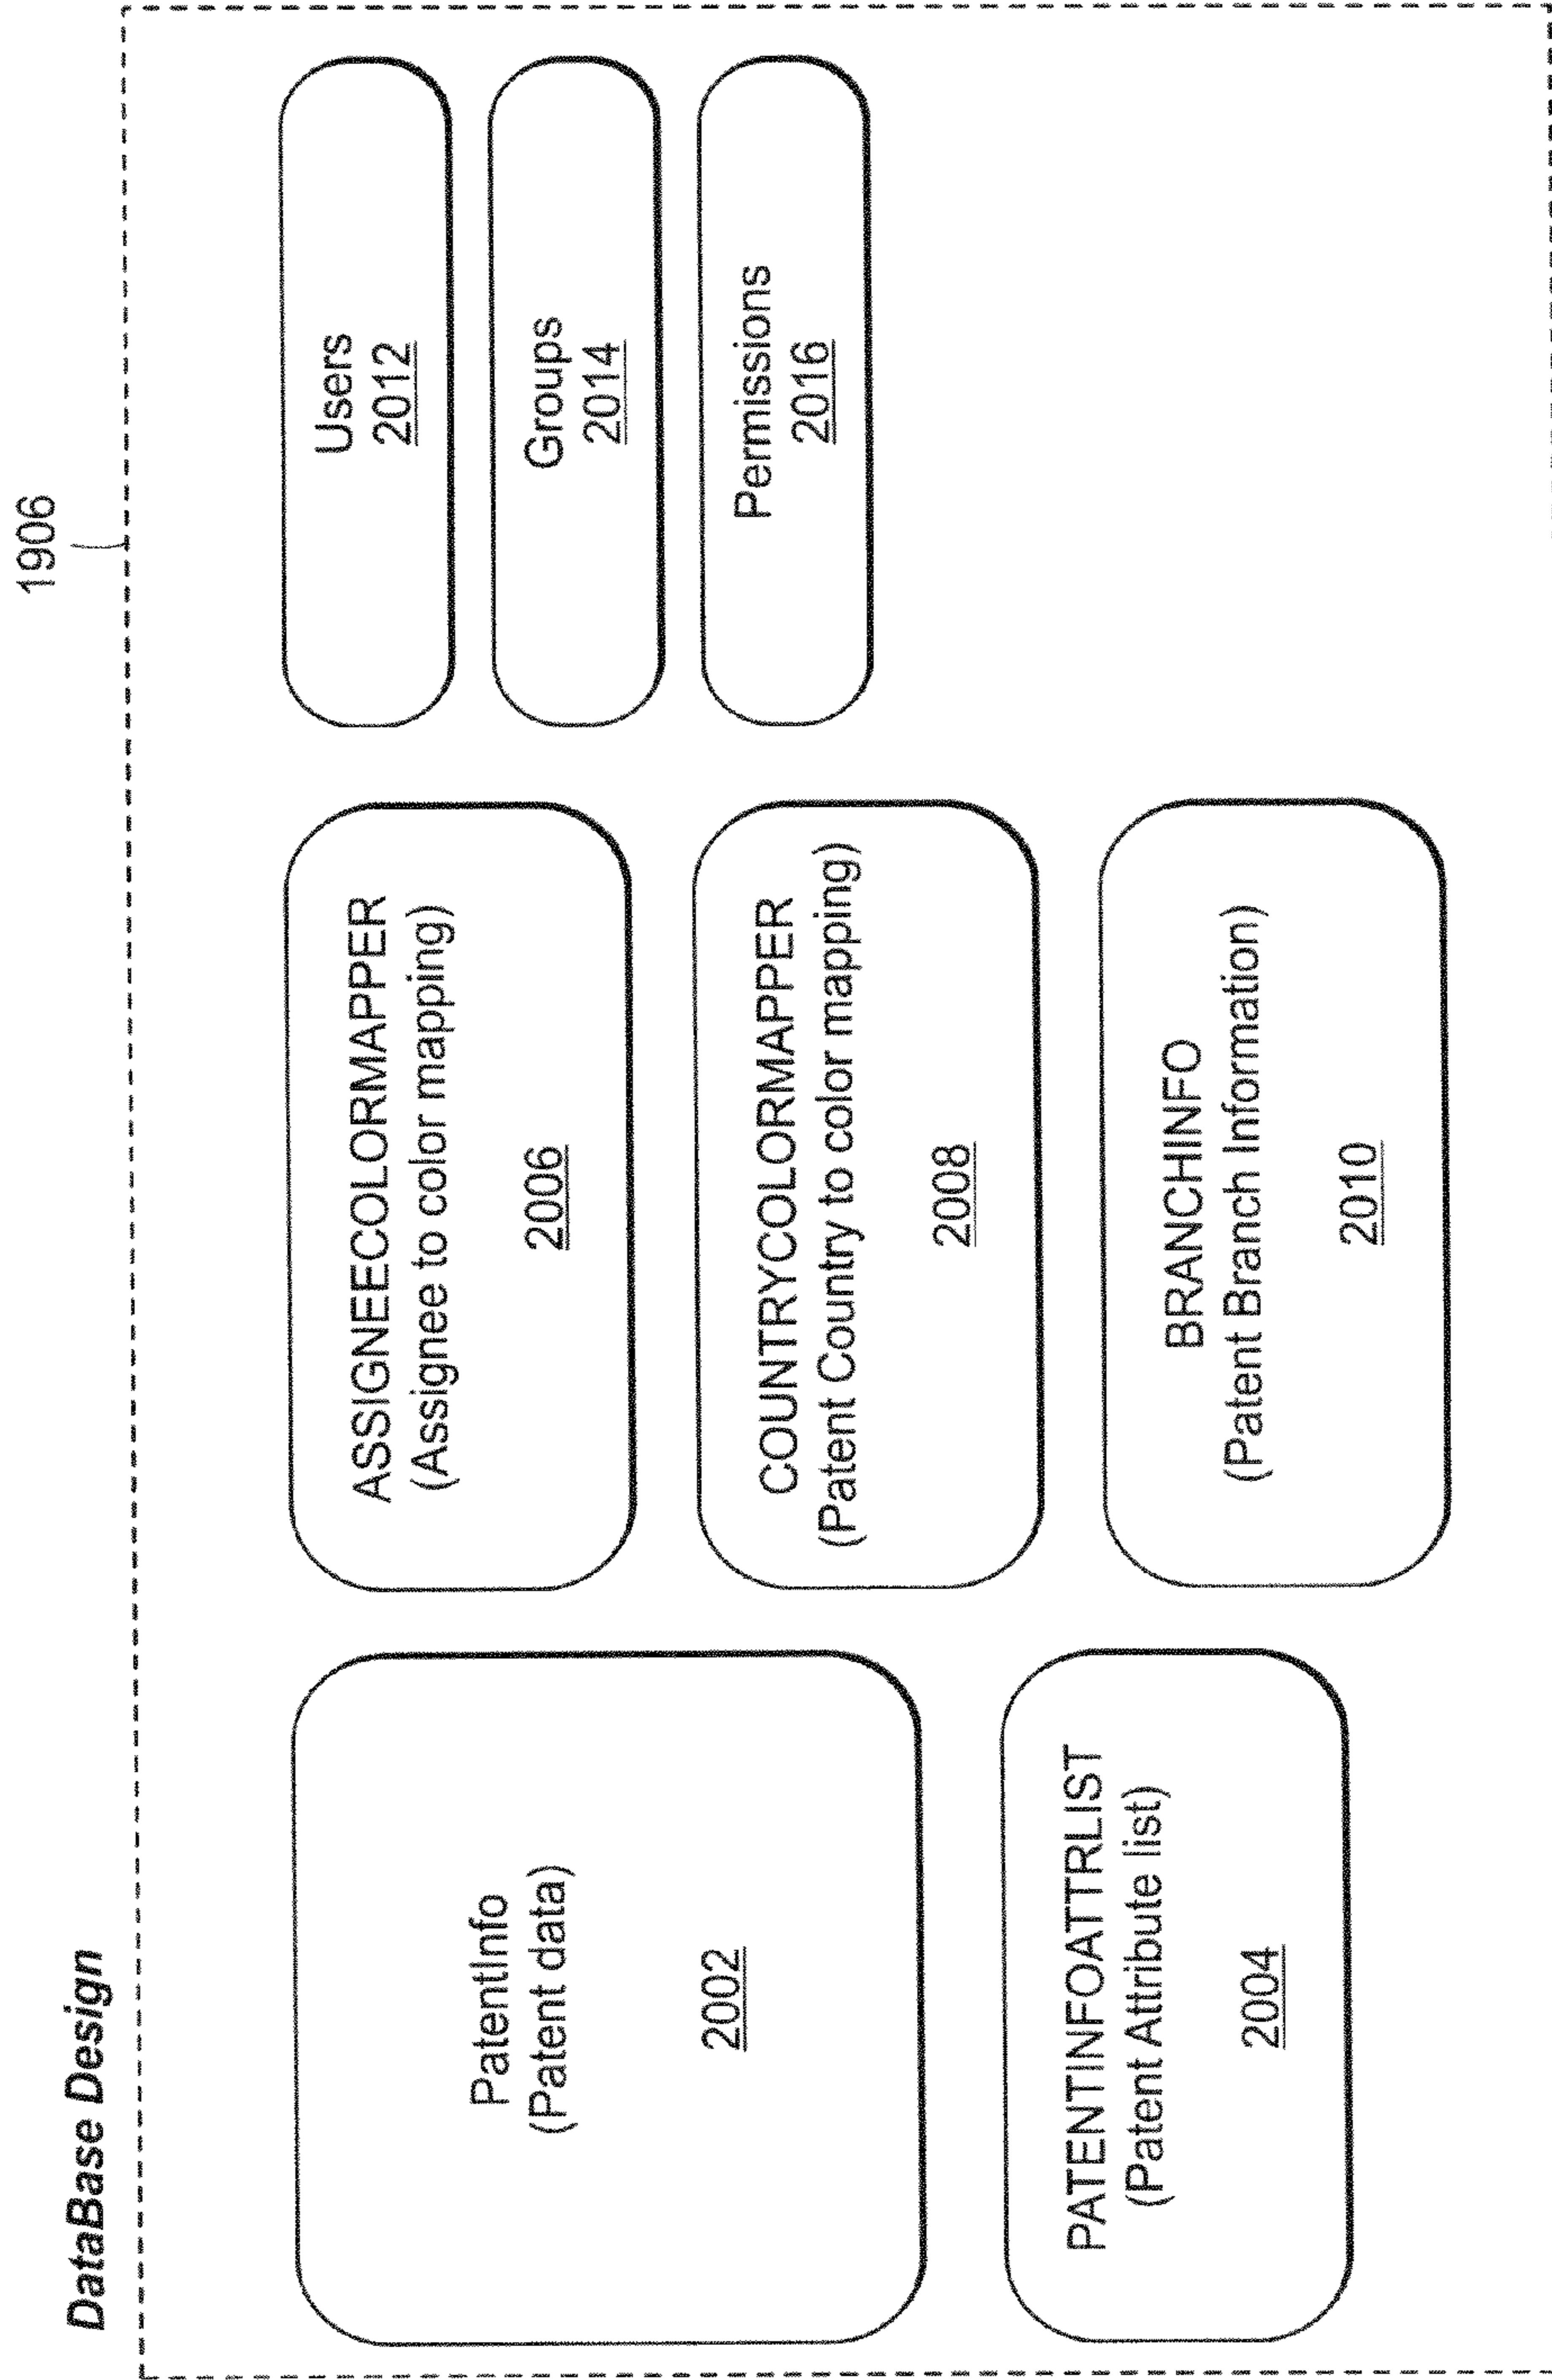 DataBase Design
1906
PatentInfo
(Patent data)
2002
PATENTINFOATTRLIST
(Patent Attribute list)
2004
ASSIGNEECOLORMAPPER
(Assignee to color mapping)
2006
COUNTRYCOLORMAPPER
(Patent Country to color mapping)
2008
BRANCHINFO
(Patent Branch Information)
2010
Users
2012
Groups
2014
Permissions
2016